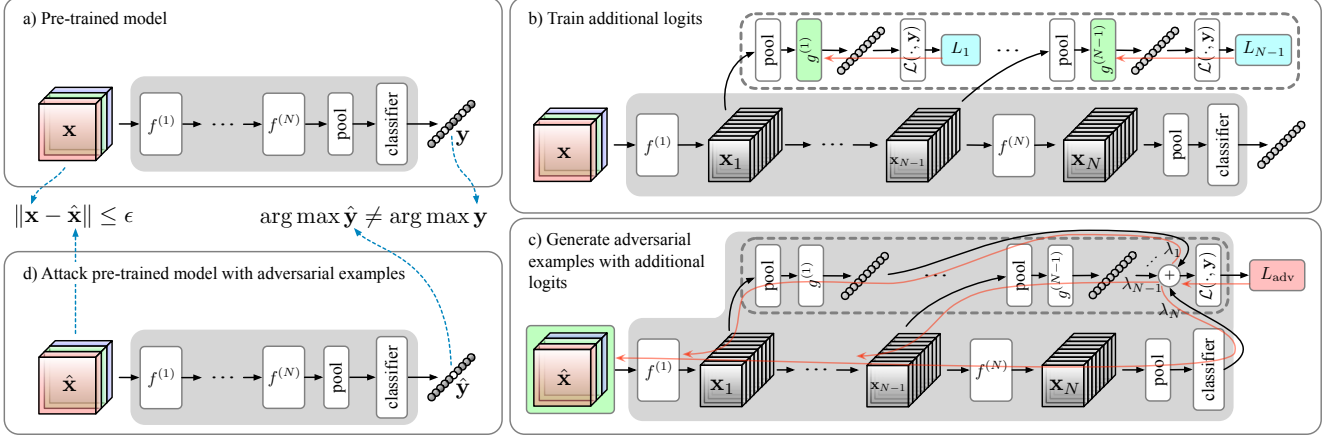 a) Pre-trained model
x
f^{(1)}
···
f^{(N)}
pool
classifier
y
‖x − x̂‖ ≤ ϵ
arg max ŷ ≠ arg max y
d) Attack pre-trained model with adversarial examples
x̂
f^{(1)}
···
f^{(N)}
pool
classifier
ŷ
b) Train additional logits
pool
g^{(1)}
L(·, y)
L_1
···
pool
g^{(N−1)}
L(·, y)
L_{N−1}
x
f^{(1)}
x_1
···
x_{N−1}
f^{(N)}
x_N
pool
classifier
c) Generate adversarial
examples with additional
logits
pool
g^{(1)}
···
pool
g^{(N−1)}
···
λ_1
λ_{N−1}
λ_N
+
L(·, y)
L_{adv}
x̂
f^{(1)}
x_1
···
x_{N−1}
f^{(N)}
x_N
pool
classifier